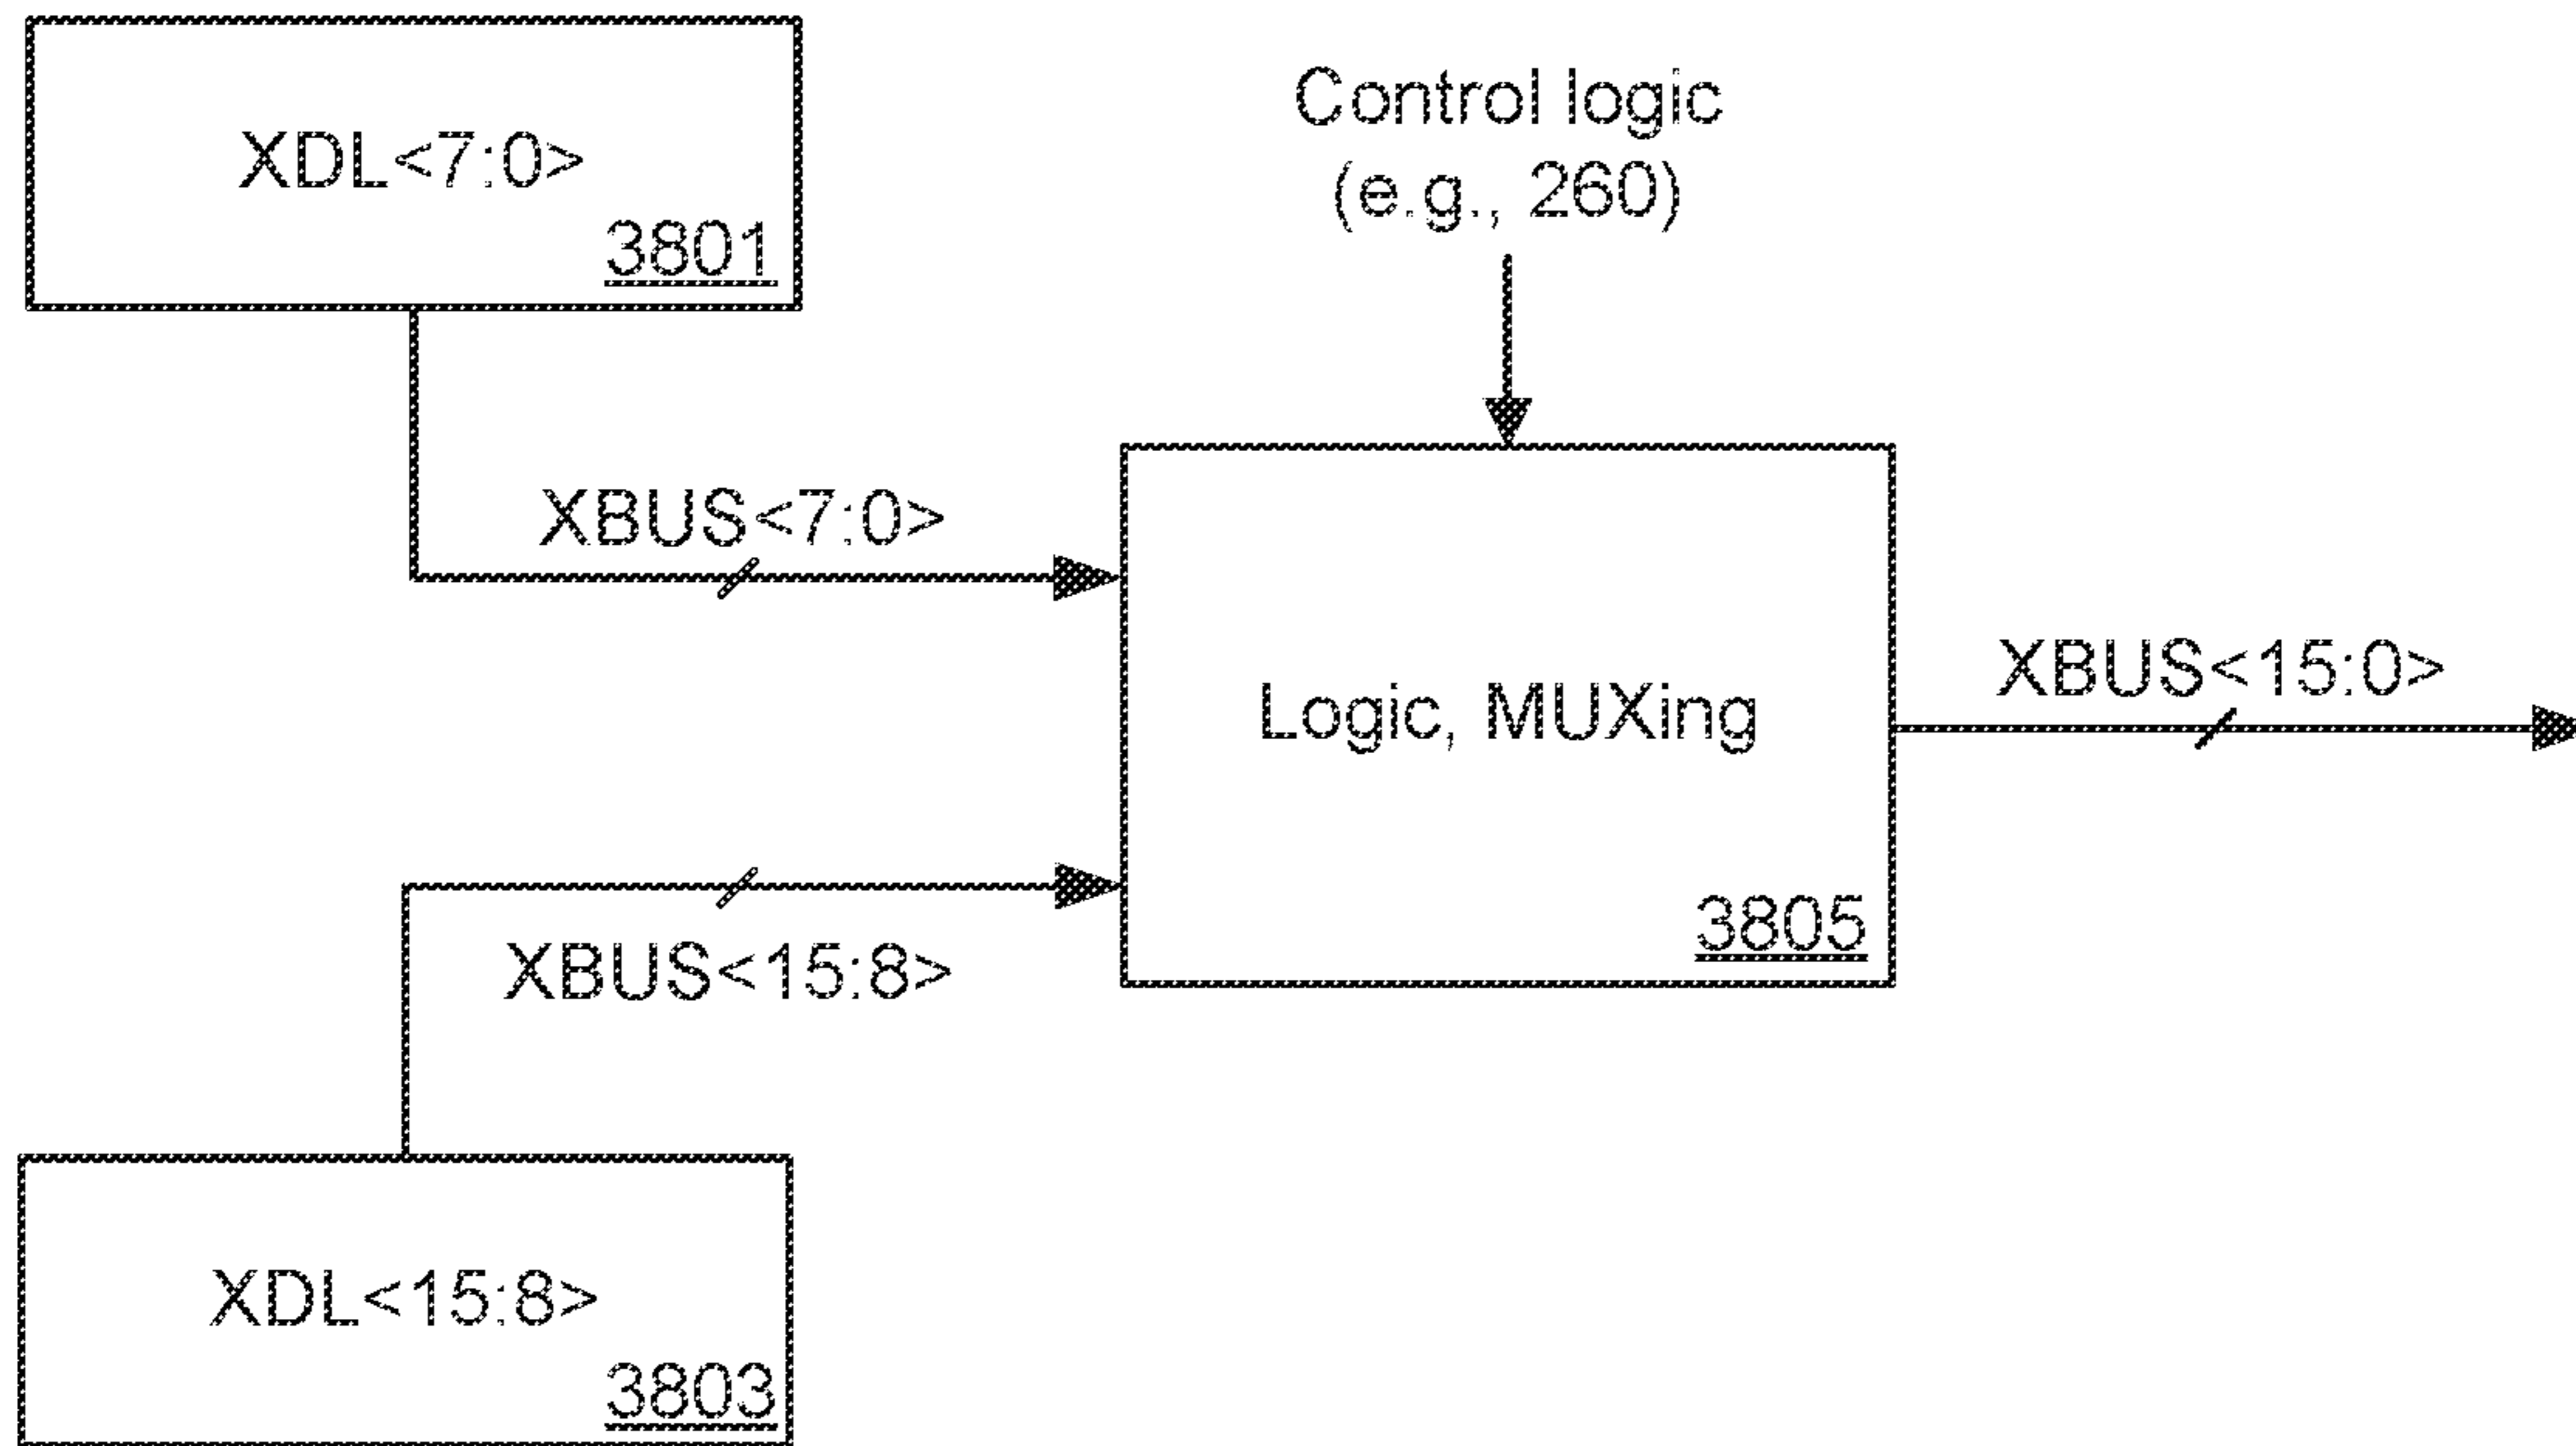 XDL<7:0>
3801
Control logic
(e.g., 260)
XBUS<7:0>
Logic, MUXing
3805
XBUS<15:0>
XBUS<15:8>
XDL<15:8>
3803